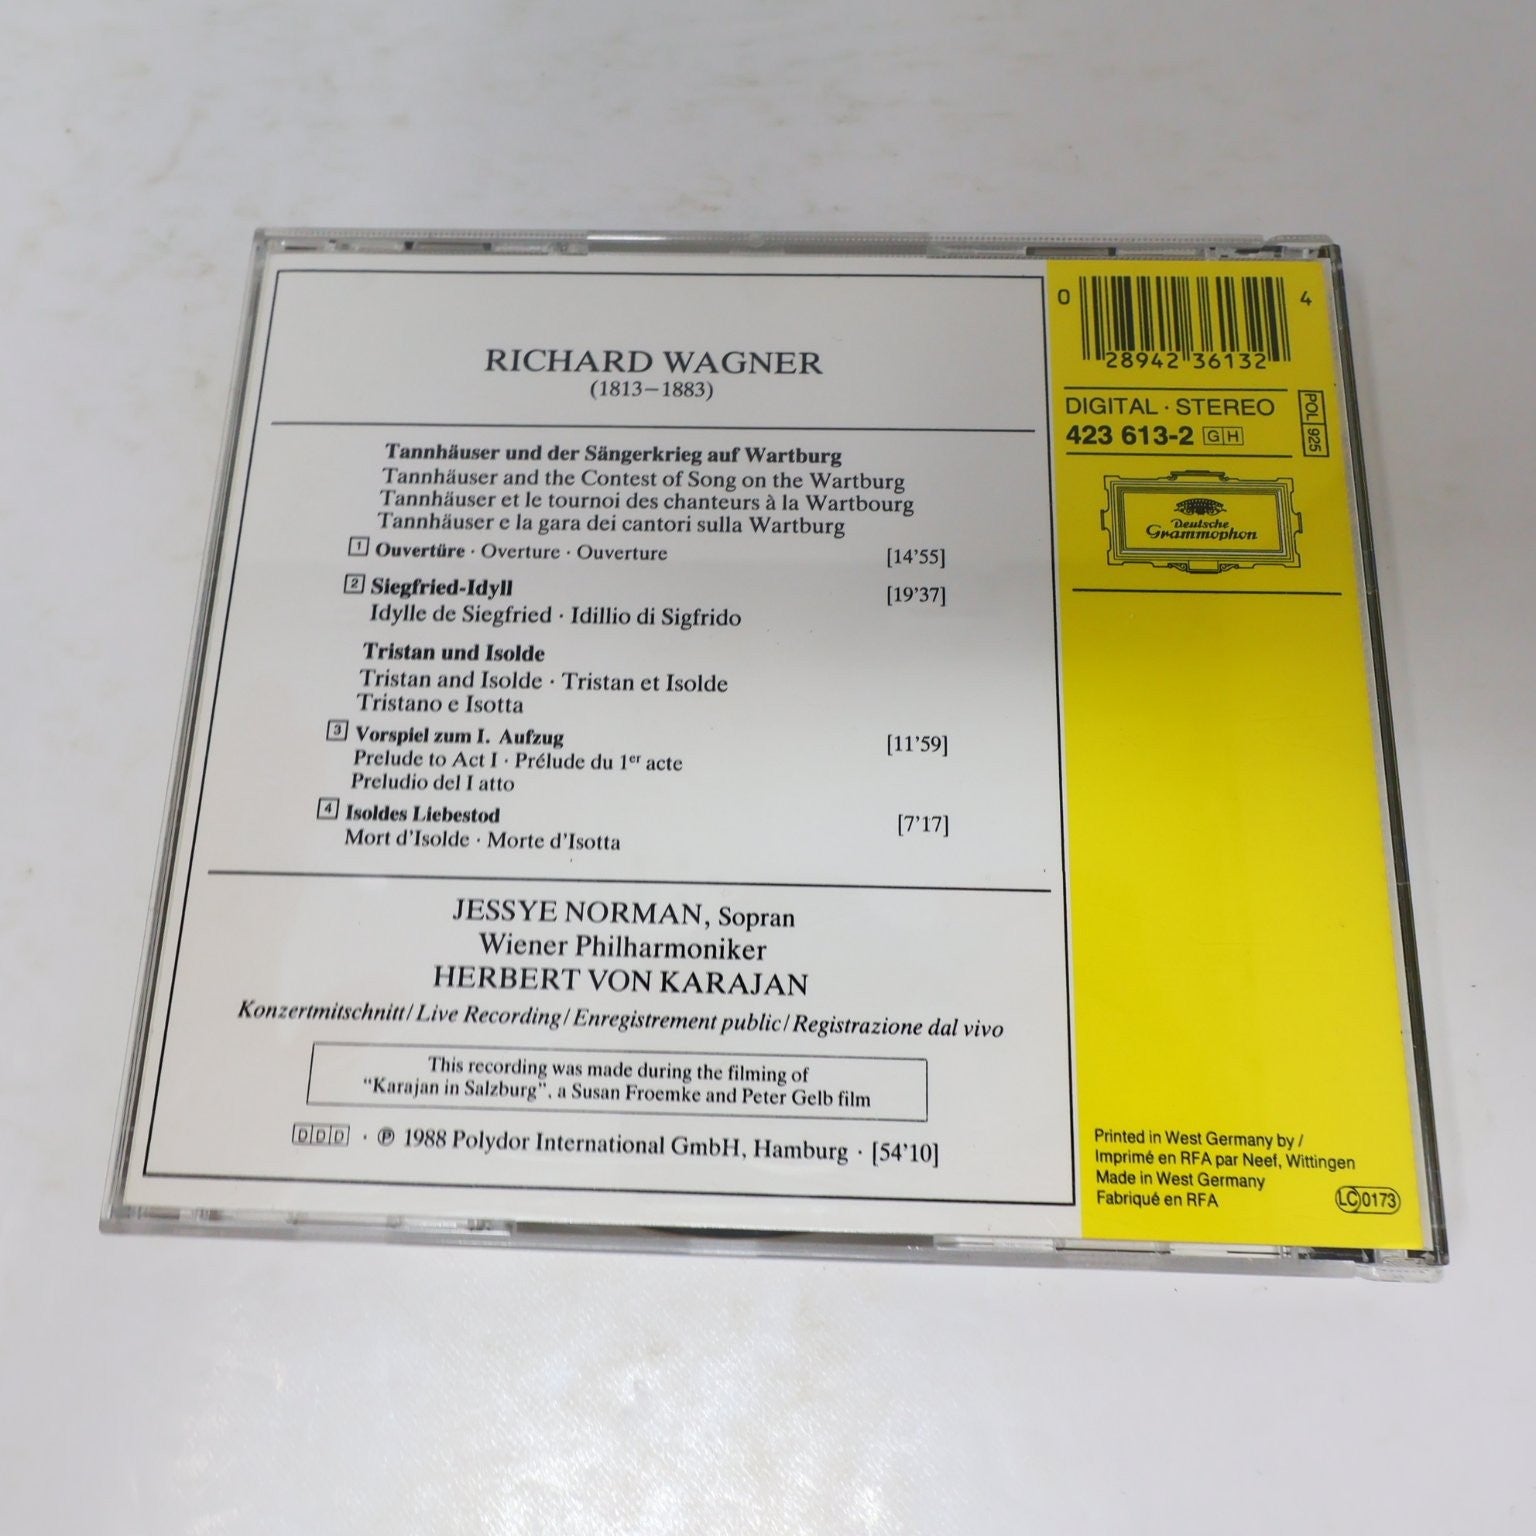 RICHARD WAGNER
(1813–1883)
Tannhäuser und der Sängerkrieg auf Wartburg
Tannhäuser and the Contest of Song on the Wartburg
Tannhäuser et le tournoi des chanteurs à la Wartbourg
Tannhäuser e la gara dei cantori sulla Wartburg
1 Ouvertüre · Overture · Ouverture [14'55]
2 Siegfried-Idyll [19'37]
Idylle de Siegfried · Idillio di Sigfrido
Tristan und Isolde
Tristan and Isolde · Tristan et Isolde
Tristano e Isotta
3 Vorspiel zum I. Aufzug [11'59]
Prelude to Act I · Prélude du 1er acte
Preludio del I atto
4 Isoldes Liebestod [7'17]
Mort d'Isolde · Morte d'Isotta
JESSYE NORMAN, Sopran
Wiener Philharmoniker
HERBERT VON KARAJAN
Konzertmitschnitt/Live Recording/Enregistrement public/Registrazione dal vivo
This recording was made during the filming of
"Karajan in Salzburg", a Susan Froemke and Peter Gelb film
DDD · ℗ 1988 Polydor International GmbH, Hamburg · [54'10]
0 28942 36132 4
DIGITAL · STEREO
423 613-2 GH
POL 925
Deutsche
Grammophon
Printed in West Germany by /
Imprimé en RFA par Neef, Wittingen
Made in West Germany
Fabriqué en RFA
LC 0173